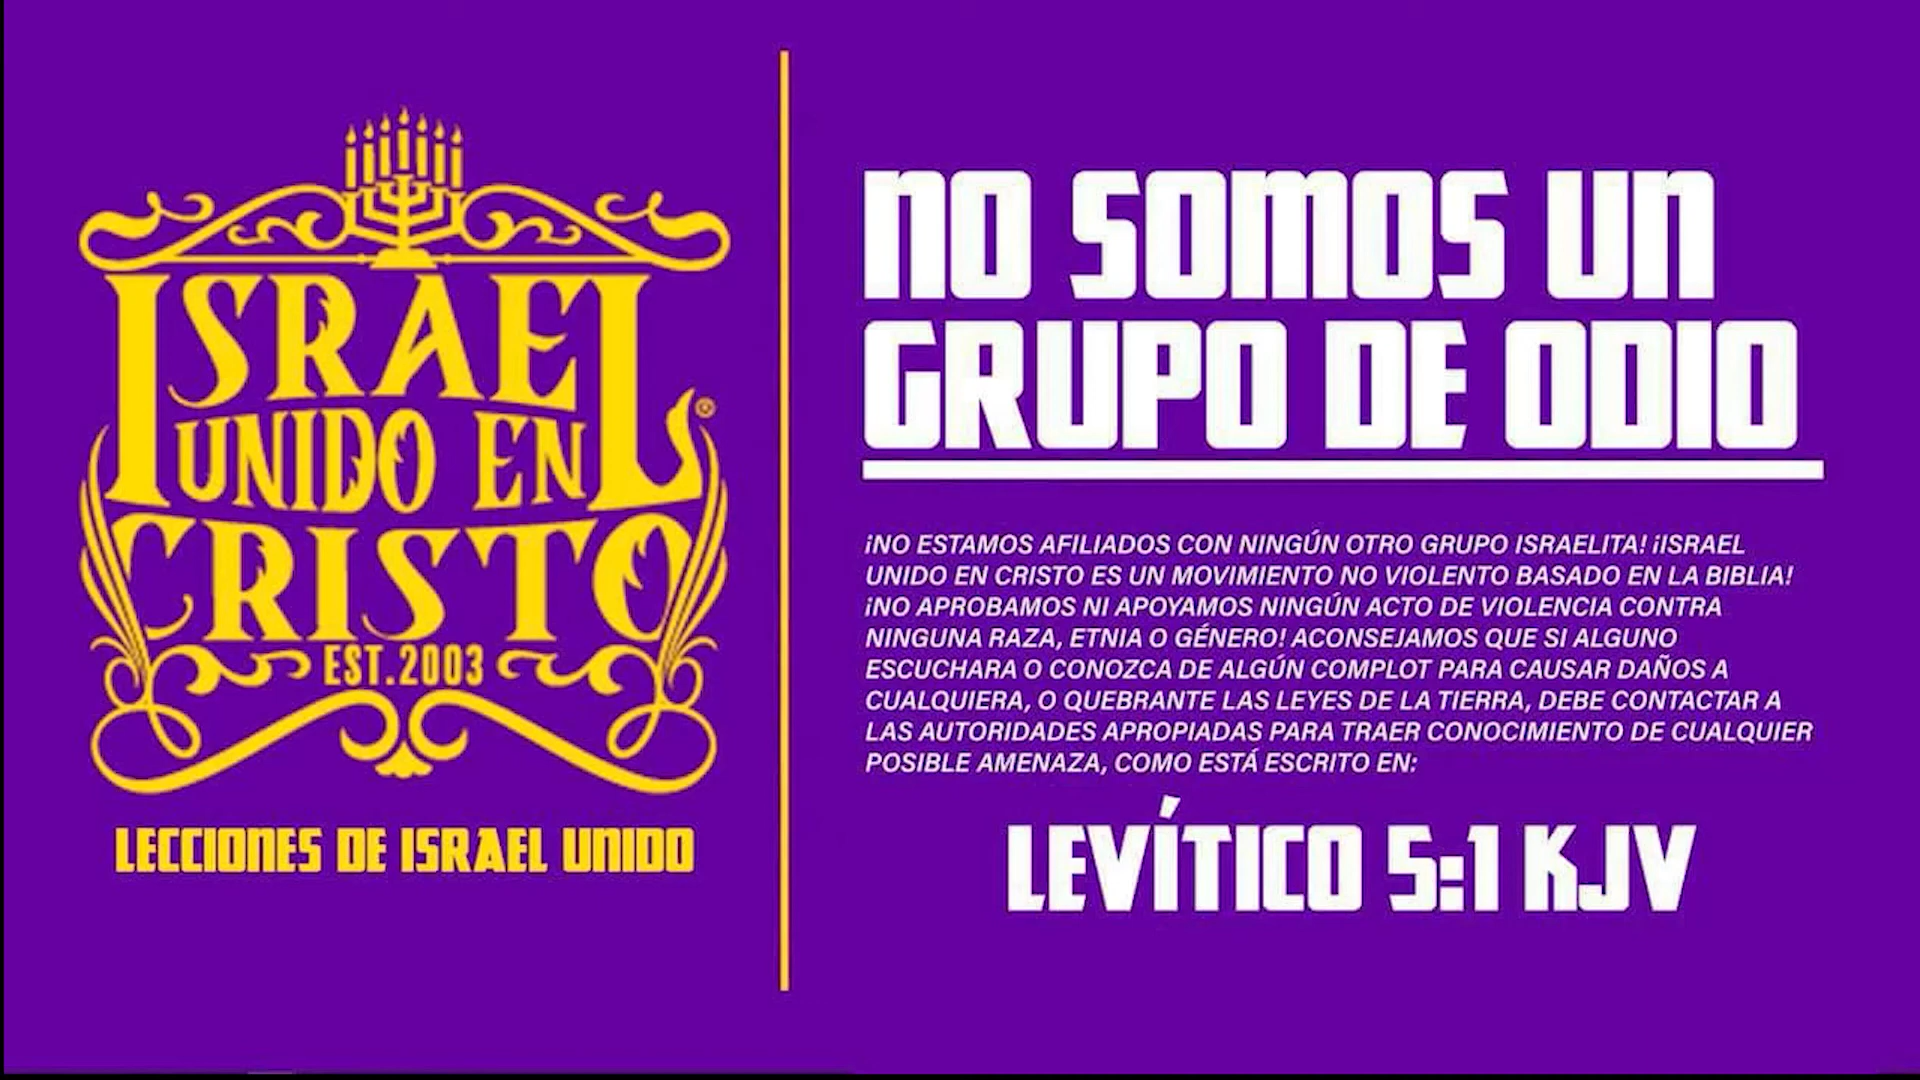 ISRAEL
UNIDO EN
CRISTO
®
EST.2003
LECCIONES DE ISRAEL UNIDO
NO SOMOS UN
GRUPO DE ODIO
¡NO ESTAMOS AFILIADOS CON NINGÚN OTRO GRUPO ISRAELITA! ¡ISRAEL
UNIDO EN CRISTO ES UN MOVIMIENTO NO VIOLENTO BASADO EN LA BIBLIA!
¡NO APROBAMOS NI APOYAMOS NINGÚN ACTO DE VIOLENCIA CONTRA
NINGUNA RAZA, ETNIA O GÉNERO! ACONSEJAMOS QUE SI ALGUNO
ESCUCHARA O CONOZCA DE ALGÚN COMPLOT PARA CAUSAR DAÑOS A
CUALQUIERA, O QUEBRANTE LAS LEYES DE LA TIERRA, DEBE CONTACTAR A
LAS AUTORIDADES APROPIADAS PARA TRAER CONOCIMIENTO DE CUALQUIER
POSIBLE AMENAZA, COMO ESTÁ ESCRITO EN:
LEVÍTICO 5:1 KJV